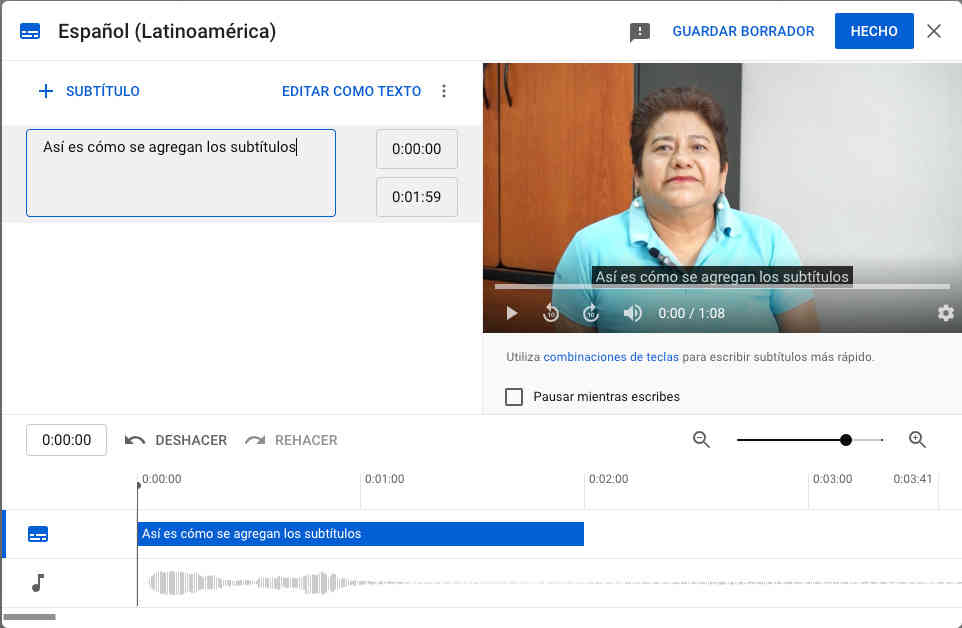 Español (Latinoamérica)
GUARDAR BORRADOR
HECHO
SUBTÍTULO
EDITAR COMO TEXTO
Así es cómo se agregan los subtítulos
0:00:00
0:01:59
Así es cómo se agregan los subtítulos
10
10
0:00 / 1:08
Utiliza combinaciones de teclas para escribir subtítulos más rápido.
Pausar mientras escribes
0:00:00
DESHACER
REHACER
0:00:00
0:01:00
0:02:00
0:03:00
0:03:41
Así es cómo se agregan los subtítulos